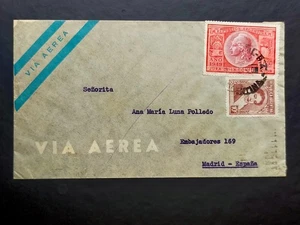 VIA AEREA
Señorita
Ana María Luna Polledo
Embajadores 169
VIA AEREA
Madrid - España